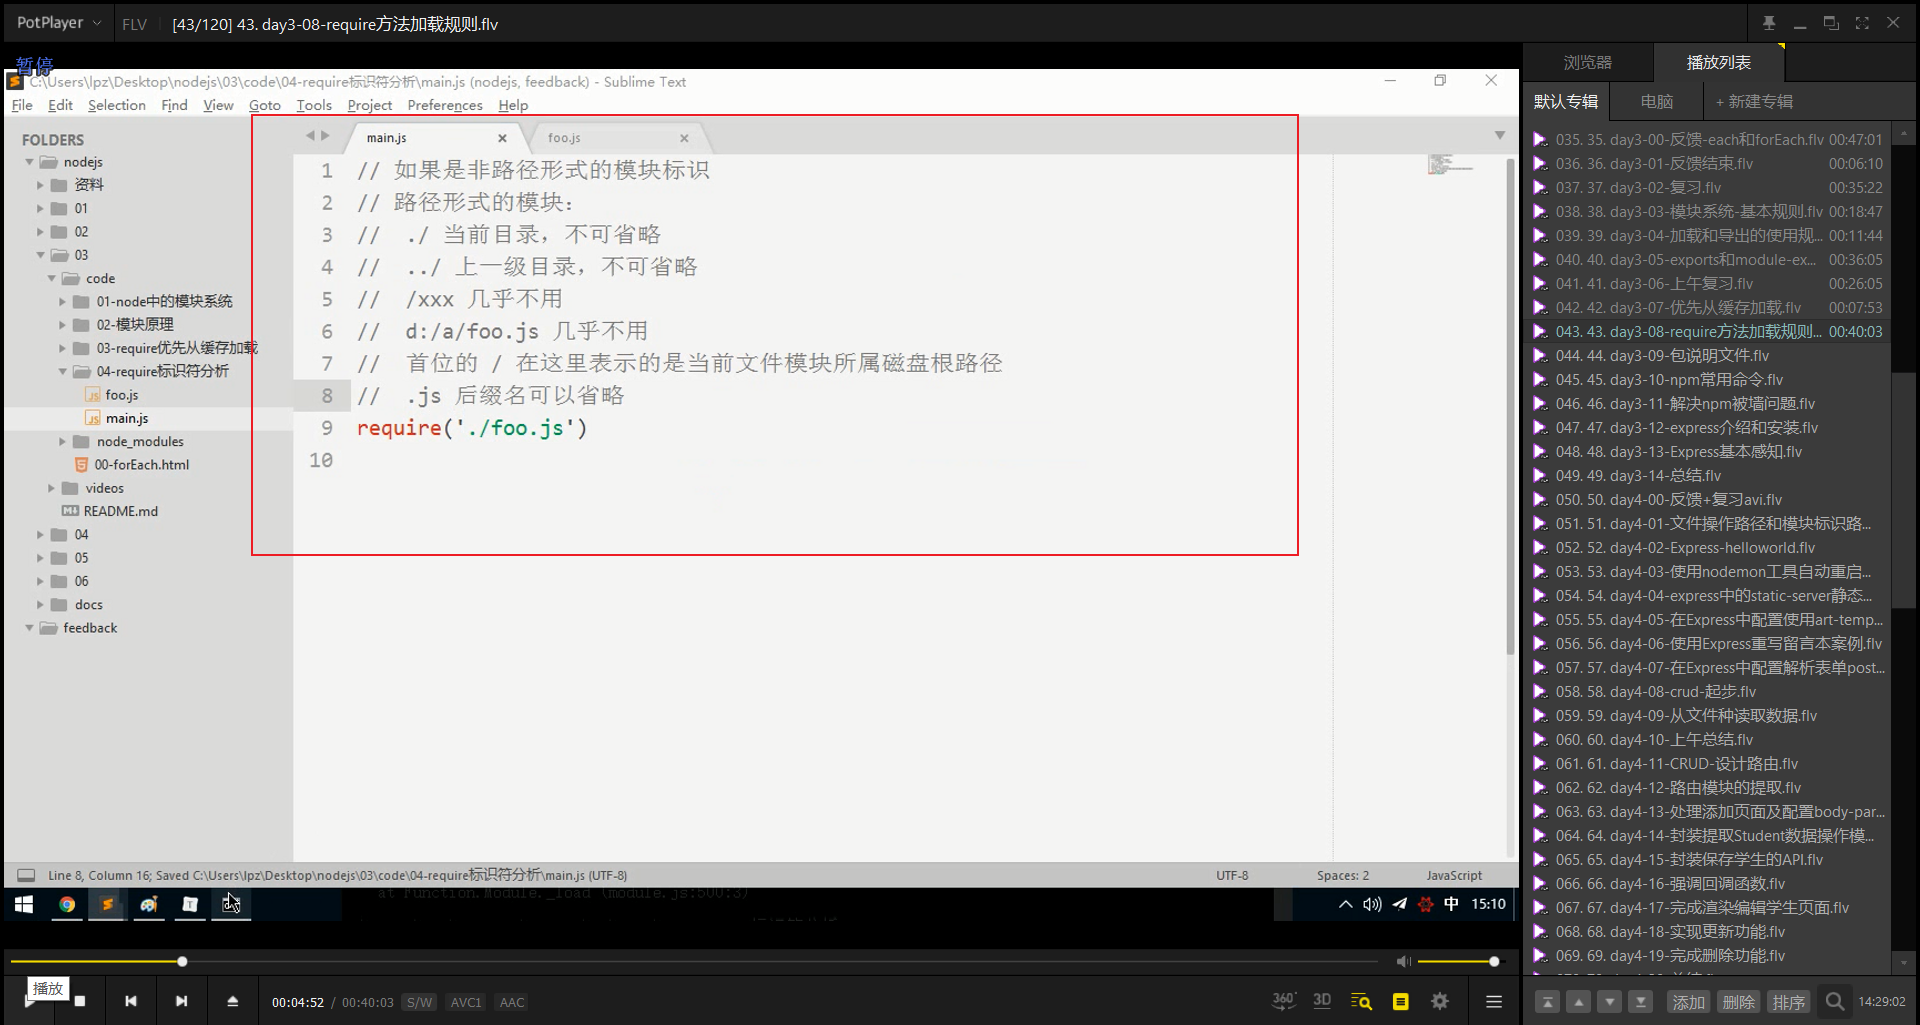 PotPlayer
FLV
[43/120] 43. day3-08-require方法加载规则.flv
暂停
C:\Users\lpz\Desktop\nodejs\03\code\04-require标识符分析\main.js (nodejs, feedback) - Sublime Text
File Edit Selection Find View Goto Tools Project Preferences Help
FOLDERS
nodejs
资料
01
02
03
code
01-node中的模块系统
02-模块原理
03-require优先从缓存加载
04-require标识符分析
foo.js
main.js
node_modules
00-forEach.html
videos
README.md
04
05
06
docs
feedback
main.js
foo.js
1 // 如果是非路径形式的模块标识
2 // 路径形式的模块：
3 // ./ 当前目录，不可省略
4 // ../ 上一级目录，不可省略
5 // /xxx 几乎不用
6 // d:/a/foo.js 几乎不用
7 // 首位的 / 在这里表示的是当前文件模块所属磁盘根路径
8 // .js 后缀名可以省略
9 require('./foo.js')
10
Line 8, Column 16; Saved C:\Users\lpz\Desktop\nodejs\03\code\04-require标识符分析\main.js (UTF-8)
UTF-8
Spaces: 2
JavaScript
at Function.Module._load (module.js:500:3)
中
15:10
播放
00:04:52 / 00:40:03
S/W
AVC1
AAC
360°
3D
浏览器
播放列表
默认专辑
电脑
+ 新建专辑
035. 35. day3-00-反馈-each和forEach.flv 00:47:01
036. 36. day3-01-反馈结束.flv 00:06:10
037. 37. day3-02-复习.flv 00:35:22
038. 38. day3-03-模块系统-基本规则.flv 00:18:47
039. 39. day3-04-加载和导出的使用规... 00:11:44
040. 40. day3-05-exports和module-ex... 00:36:05
041. 41. day3-06-上午复习.flv 00:26:05
042. 42. day3-07-优先从缓存加载.flv 00:07:53
043. 43. day3-08-require方法加载规则... 00:40:03
044. 44. day3-09-包说明文件.flv
045. 45. day3-10-npm常用命令.flv
046. 46. day3-11-解决npm被墙问题.flv
047. 47. day3-12-express介绍和安装.flv
048. 48. day3-13-Express基本感知.flv
049. 49. day3-14-总结.flv
050. 50. day4-00-反馈+复习avi.flv
051. 51. day4-01-文件操作路径和模块标识路...
052. 52. day4-02-Express-helloworld.flv
053. 53. day4-03-使用nodemon工具自动重启...
054. 54. day4-04-express中的static-server静态...
055. 55. day4-05-在Express中配置使用art-temp...
056. 56. day4-06-使用Express重写留言本案例.flv
057. 57. day4-07-在Express中配置解析表单post...
058. 58. day4-08-crud-起步.flv
059. 59. day4-09-从文件种读取数据.flv
060. 60. day4-10-上午总结.flv
061. 61. day4-11-CRUD-设计路由.flv
062. 62. day4-12-路由模块的提取.flv
063. 63. day4-13-处理添加页面及配置body-par...
064. 64. day4-14-封装提取Student数据操作模...
065. 65. day4-15-封装保存学生的API.flv
066. 66. day4-16-强调回调函数.flv
067. 67. day4-17-完成渲染编辑学生页面.flv
068. 68. day4-18-实现更新功能.flv
069. 69. day4-19-完成删除功能.flv
添加
删除
排序
14:29:02